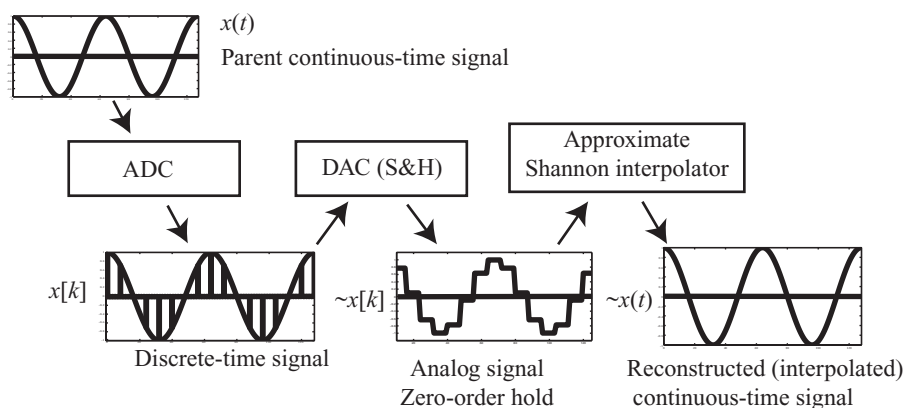 x(t)
Parent continuous-time signal
ADC
DAC (S&H)
Approximate
Shannon interpolator
x[k]
~x[k]
~x(t)
Discrete-time signal
Analog signal
Zero-order hold
Reconstructed (interpolated)
continuous-time signal